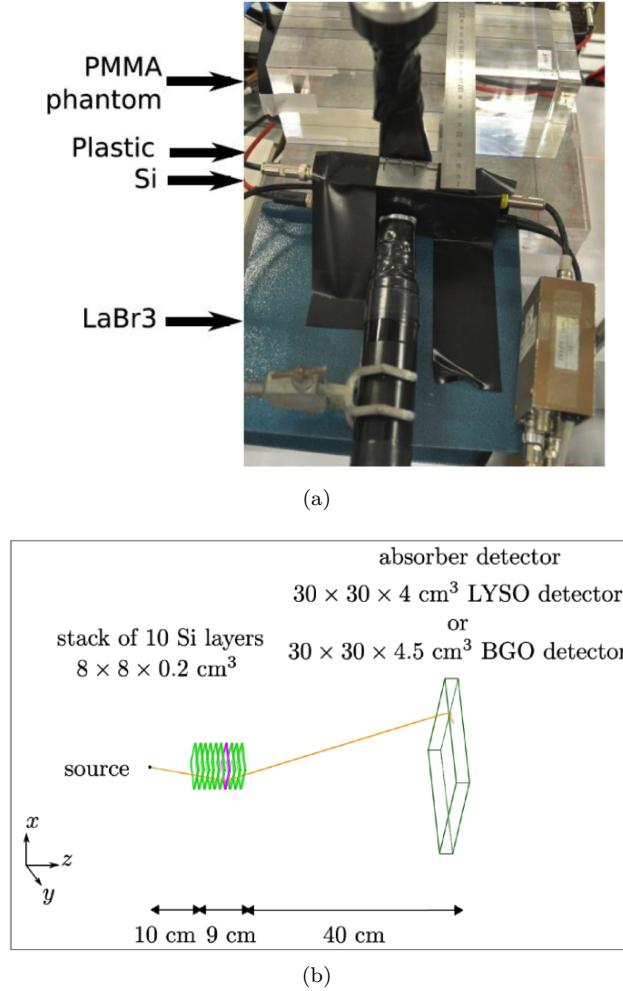 PMMA
phantom
Plastic
Si
LaBr3
(a)
absorber detector
30 × 30 × 4 cm³ LYSO detector
or
30 × 30 × 4.5 cm³ BGO detector
stack of 10 Si layers
8 × 8 × 0.2 cm³
source
x
z
y
10 cm
9 cm
40 cm
(b)